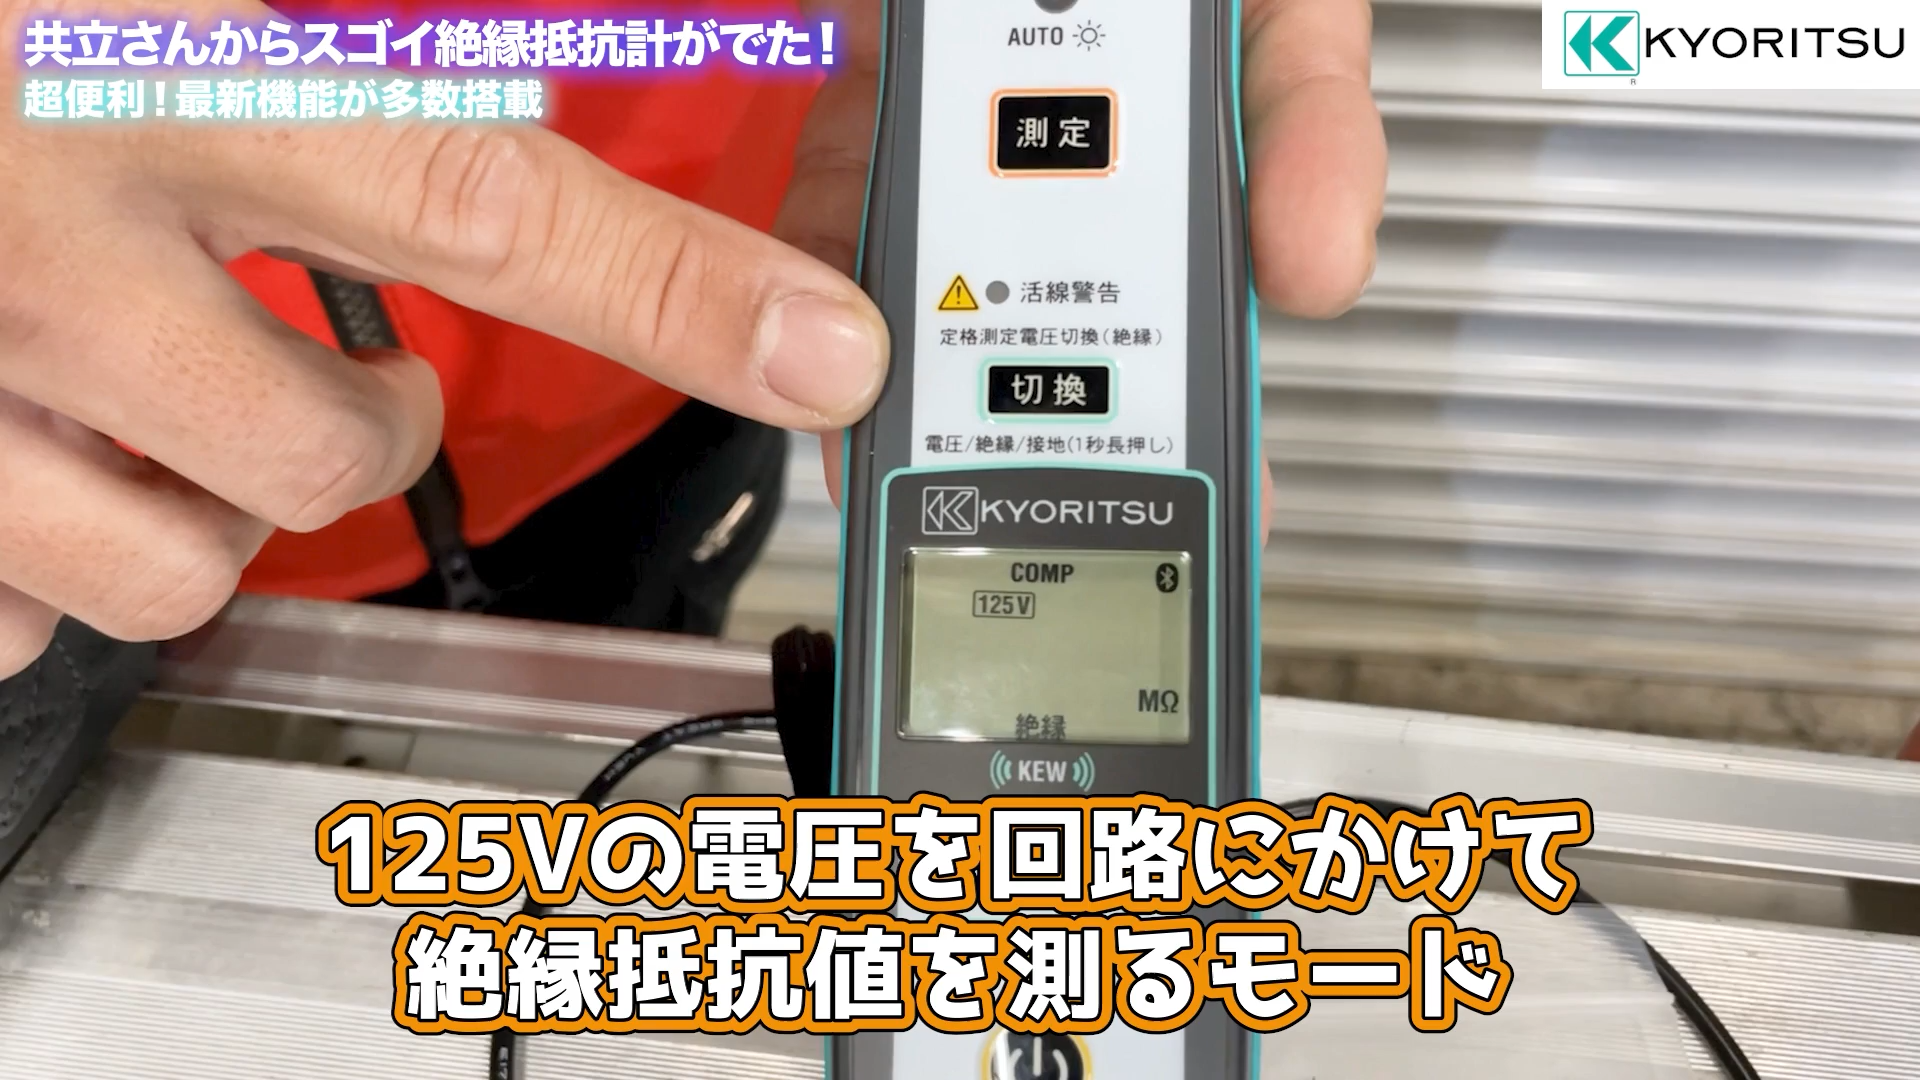 共立さんからスゴイ絶縁抵抗計がでた！
超便利！最新機能が多数搭載
KYORITSU
AUTO
測定
活線警告
定格測定電圧切換(絶縁)
切換
電圧/絶縁/接地(1秒長押し)
KYORITSU
COMP
125V
MΩ
絶縁
KEW
125Vの電圧を回路にかけて
絶縁抵抗値を測るモード